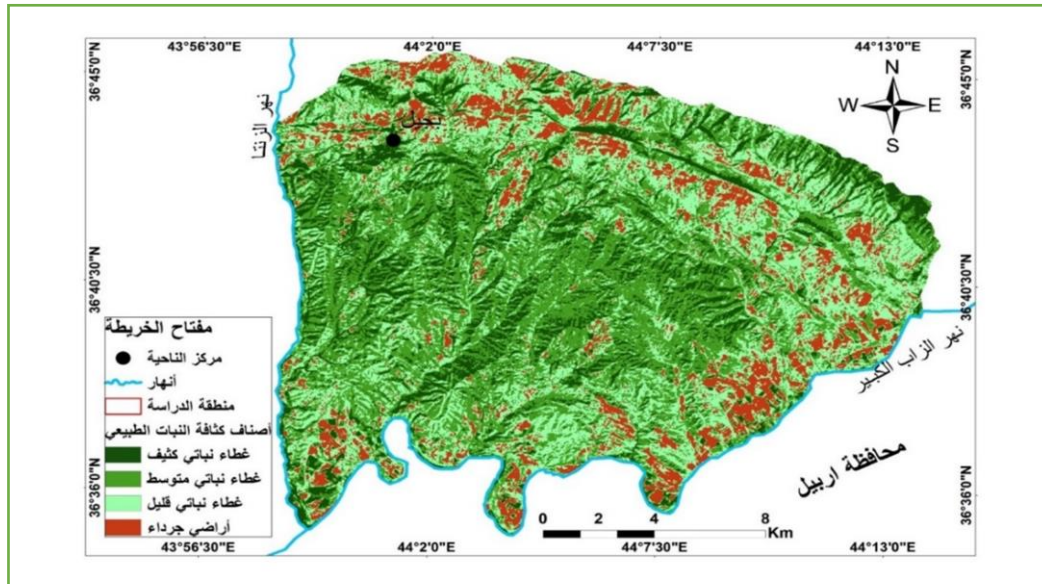 43°56'30"E 44°2'0"E 44°7'30"E 44°13'0"E
36°45'0"N
36°45'0"N
N
W E
S
نهر الزنتا
بجيل
36°40'30"N
36°40'30"N
نهر الزاب الكبير
محافظة اربيل
مفتاح الخريطة
مركز الناحية
أنهار
منطقة الدراسة
أصناف كثافة النبات الطبيعي
غطاء نباتي كثيف
غطاء نباتي متوسط
غطاء نباتي قليل
أراضي جرداء
36°36'0"N
36°36'0"N
0 2 4 8
Km
43°56'30"E 44°2'0"E 44°7'30"E 44°13'0"E